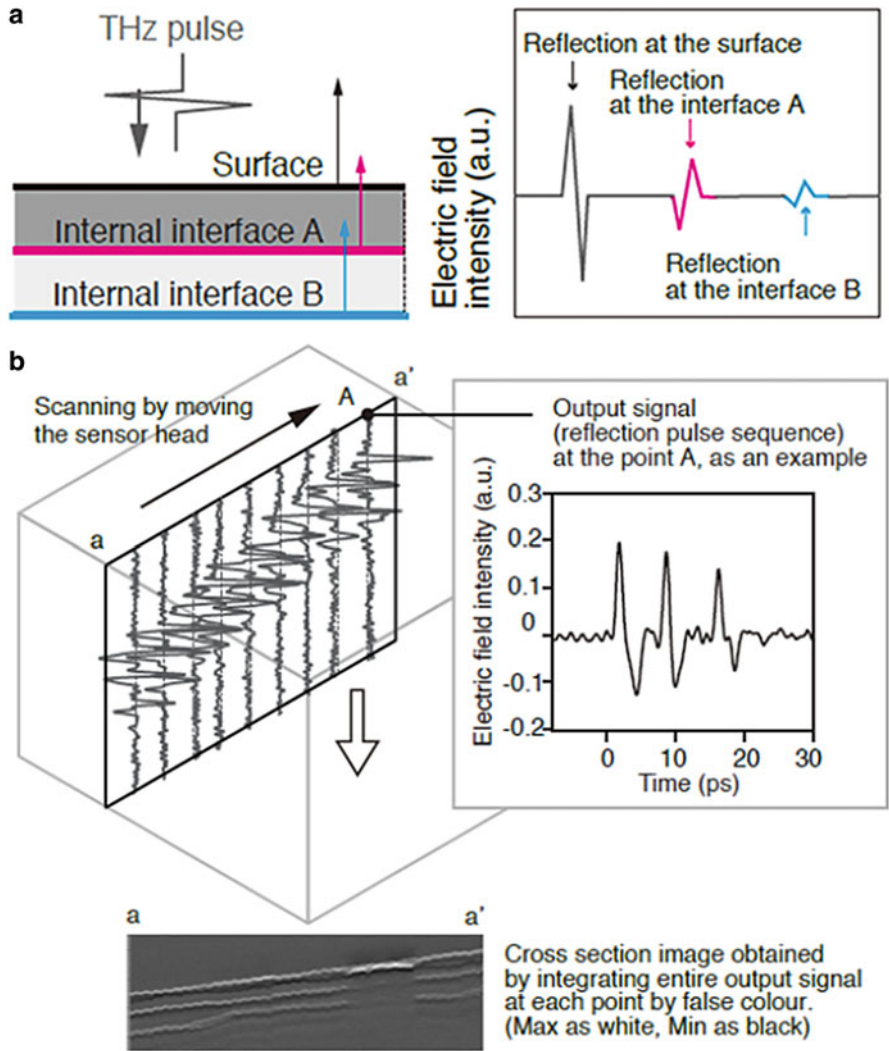 a
THz pulse
Surface
Internal interface A
Internal interface B
Electric field
intensity (a.u.)
Reflection at the surface
Reflection
at the interface A
Reflection
at the interface B
b
Scanning by moving
the sensor head
A
a'
a
Output signal
(reflection pulse sequence)
at the point A, as an example
Electric field intensity (a.u.)
0.3
0.2
0.1
0
-0.1
-0.2
0 10 20 30
Time (ps)
a a'
Cross section image obtained
by integrating entire output signal
at each point by false colour.
(Max as white, Min as black)